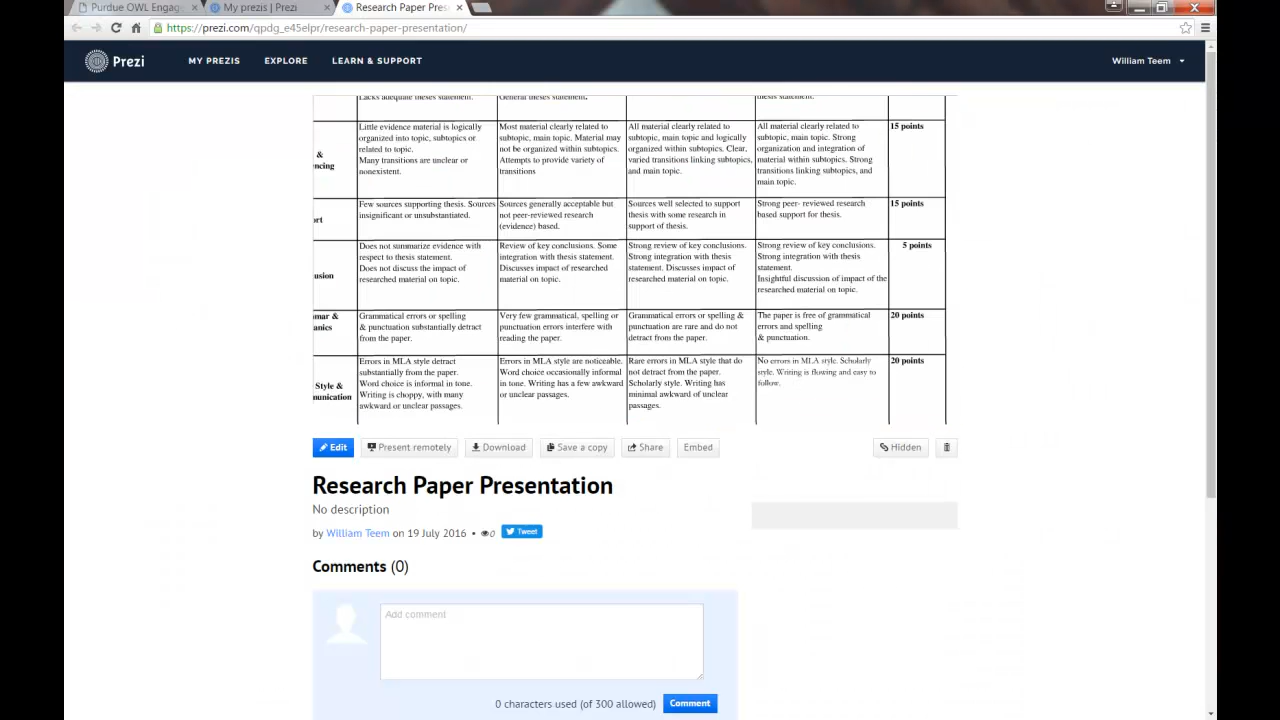 Purdue OWL Engag
My prezis | Prezi
Research Paper Pres
https://prezi.com/qpdg_e45elpr/research-paper-presentation/
Prezi
MY PREZIS
EXPLORE
LEARN & SUPPORT
William Teem
Lacks adequate theses statement.
General theses statement.
thesis statement.
&
ncing
Little evidence material is logically
organized into topic, subtopics or
related to topic.
Many transitions are unclear or
nonexistent.
Most material clearly related to
subtopic, main topic. Material may
not be organized within subtopics.
Attempts to provide variety of
transitions
All material clearly related to
subtopic, main topic and logically
organized within subtopics. Clear,
varied transitions linking subtopics,
and main topic.
All material clearly related to
subtopic, main topic. Strong
organization and integration of
material within subtopics. Strong
transitions linking subtopics, and
main topic.
15 points
ort
Few sources supporting thesis. Sources
insignificant or unsubstantiated.
Sources generally acceptable but
not peer-reviewed research
(evidence) based.
Sources well selected to support
thesis with some research in
support of thesis.
Strong peer- reviewed research
based support for thesis.
15 points
usion
Does not summarize evidence with
respect to thesis statement.
Does not discuss the impact of
researched material on topic.
Review of key conclusions. Some
integration with thesis statement.
Discusses impact of researched
material on topic.
Strong review of key conclusions.
Strong integration with thesis
statement. Discusses impact of
researched material on topic.
Strong review of key conclusions.
Strong integration with thesis
statement.
Insightful discussion of impact of the
researched material on topic.
5 points
mar &
anics
Grammatical errors or spelling
& punctuation substantially detract
from the paper.
Very few grammatical, spelling or
punctuation errors interfere with
reading the paper.
Grammatical errors or spelling &
punctuation are rare and do not
detract from the paper.
The paper is free of grammatical
errors and spelling
& punctuation.
20 points
Style &
munication
Errors in MLA style detract
substantially from the paper.
Word choice is informal in tone.
Writing is choppy, with many
awkward or unclear passages.
Errors in MLA style are noticeable.
Word choice occasionally informal
in tone. Writing has a few awkward
or unclear passages.
Rare errors in MLA style that do
not detract from the paper.
Scholarly style. Writing has
minimal awkward of unclear
passages.
No errors in MLA style. Scholarly
style. Writing is flowing and easy to
follow.
20 points
Edit
Present remotely
Download
Save a copy
Share
Embed
Hidden
Research Paper Presentation
No description
by William Teem on 19 July 2016 • 0
Tweet
Comments (0)
Add comment
0 characters used (of 300 allowed)
Comment